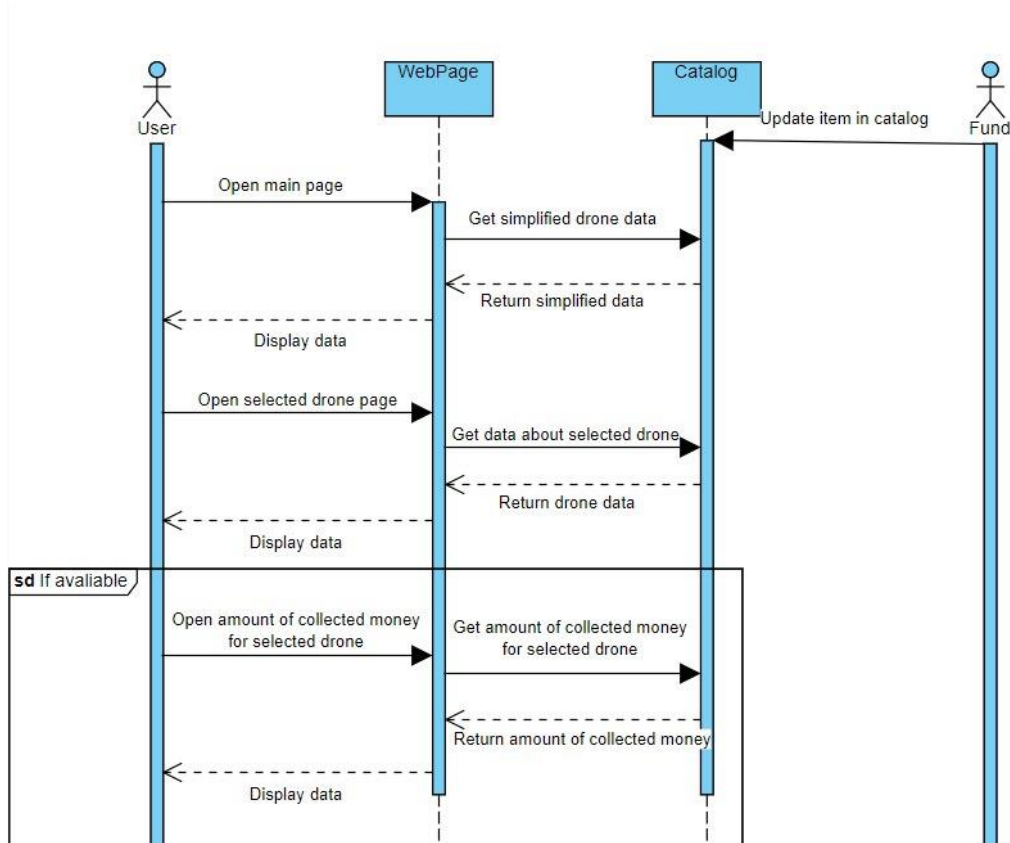 WebPage
Catalog
User
Fund
Update item in catalog
Open main page
Get simplified drone data
Return simplified data
Display data
Open selected drone page
Get data about selected drone
Return drone data
Display data
sd If avaliable
Open amount of collected money
for selected drone
Get amount of collected money
for selected drone
Return amount of collected money
Display data